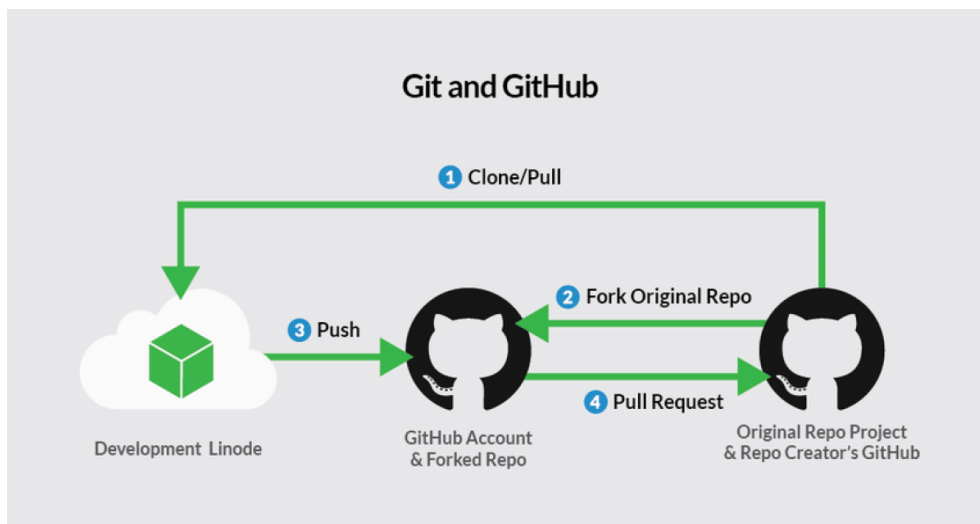 Git and GitHub
1 Clone/Pull
2 Fork Original Repo
3 Push
4 Pull Request
Development Linode
GitHub Account
& Forked Repo
Original Repo Project
& Repo Creator's GitHub